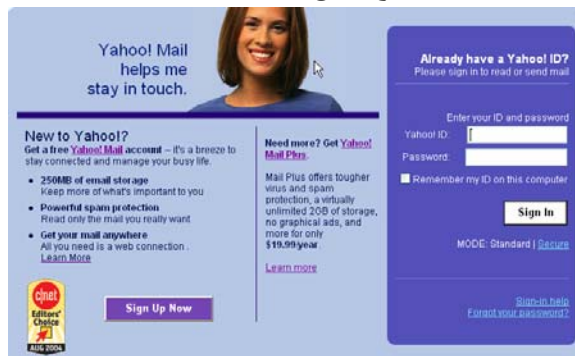 Yahoo! Mail
helps me
stay in touch.
New to Yahoo!?
Get a free Yahoo! Mail account – it's a breeze to
stay connected and manage your busy life.
• 250MB of email storage
Keep more of what's important to you
• Powerful spam protection
Read only the mail you really want
• Get your mail anywhere
All you need is a web connection .
Learn More
cnet
Editors'
Choice
AUG 2004
Sign Up Now
Need more? Get Yahoo!
Mail Plus.
Mail Plus offers tougher
virus and spam
protection, a virtually
unlimited 2GB of storage,
no graphical ads, and
more for only
$19.99/year.
Learn more
Already have a Yahoo! ID?
Please sign in to read or send mail
Enter your ID and password
Yahoo! ID:
Password:
Remember my ID on this computer
Sign In
MODE: Standard | Secure
Sign-in help
Forgot your password?